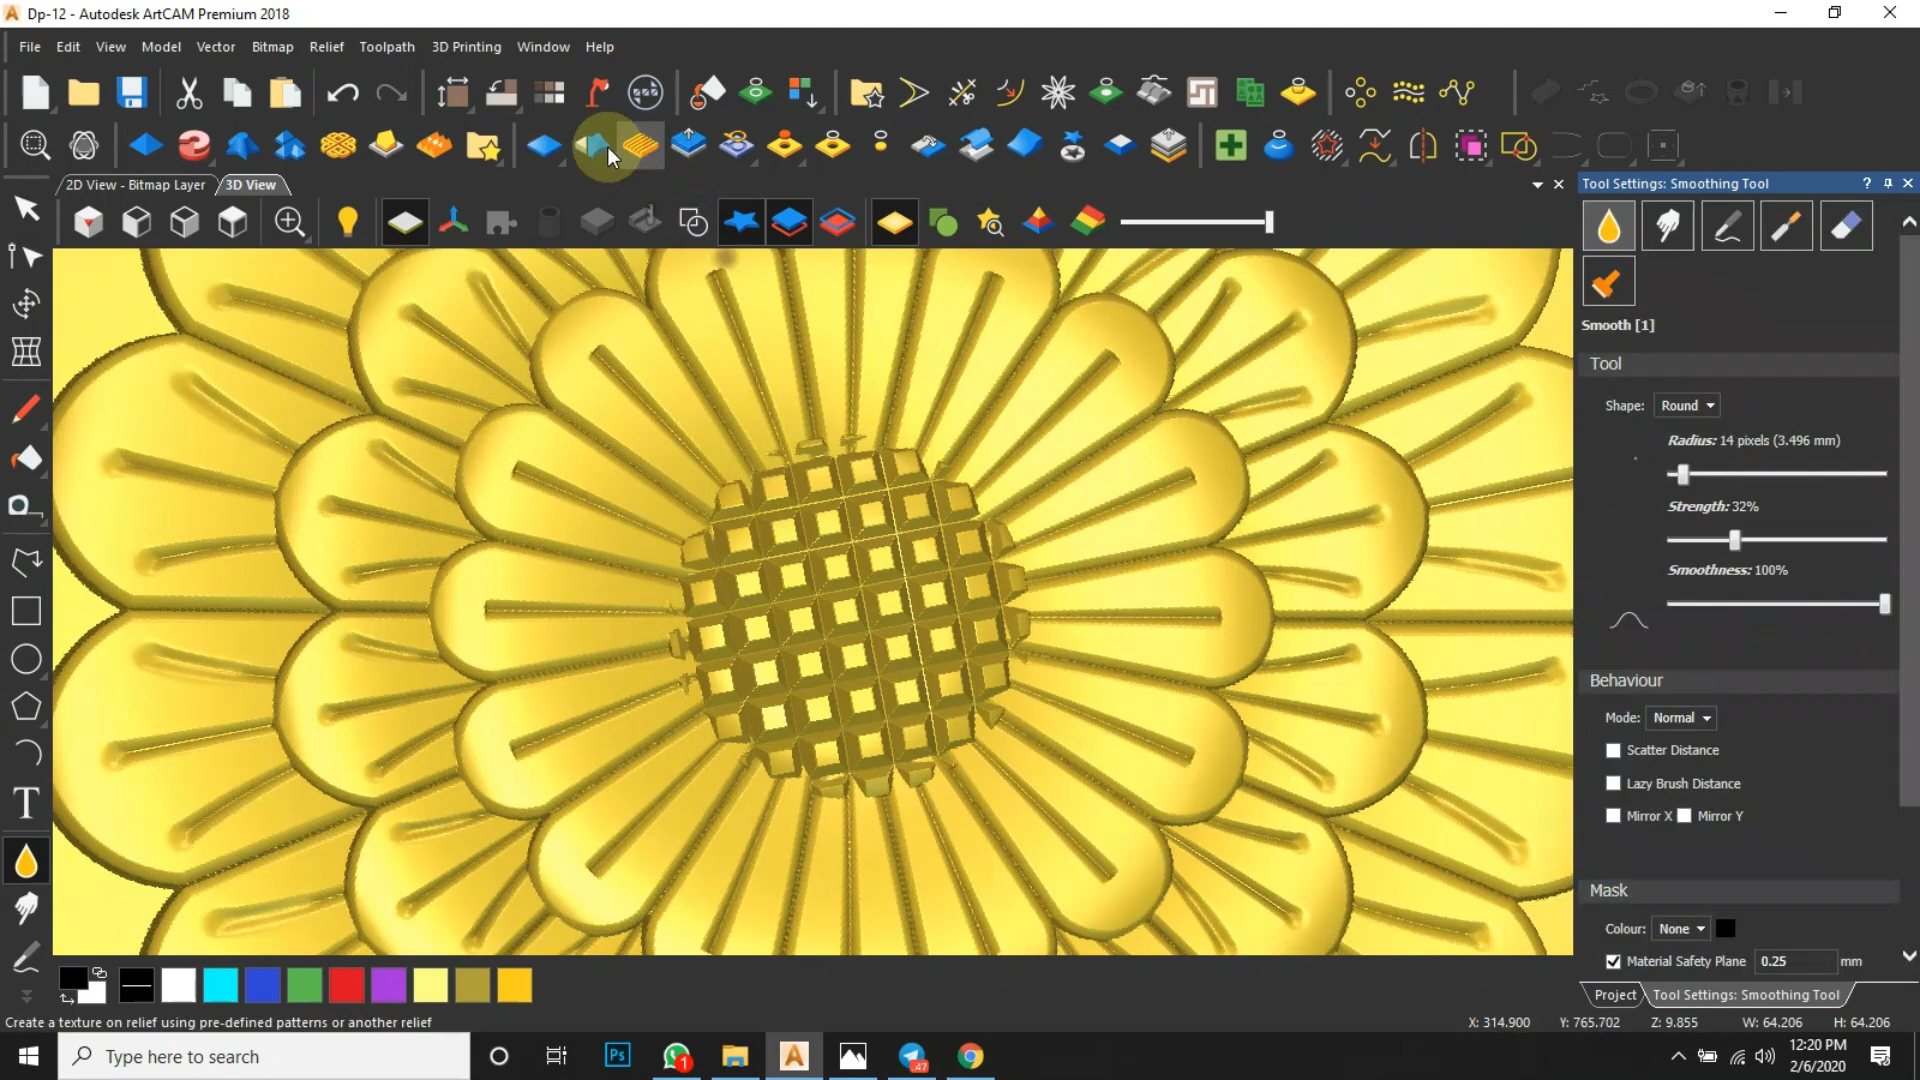 Dp-12 - Autodesk ArtCAM Premium 2018
File Edit View Model Vector Bitmap Relief Toolpath 3D Printing Window Help
2D View - Bitmap Layer 3D View
Tool Settings: Smoothing Tool
Smooth [1]
Tool
Shape: Round
Radius: 14 pixels (3.496 mm)
Strength: 32%
Smoothness: 100%
Behaviour
Mode: Normal
Scatter Distance
Lazy Brush Distance
Mirror X Mirror Y
Mask
Colour: None
Material Safety Plane 0.25 mm
Project Tool Settings: Smoothing Tool
Create a texture on relief using pre-defined patterns or another relief
X: 314.900 Y: 765.702 Z: 9.855 W: 64.206 H: 64.206
Type here to search
Ps
1
A
47
12:20 PM
2/6/2020